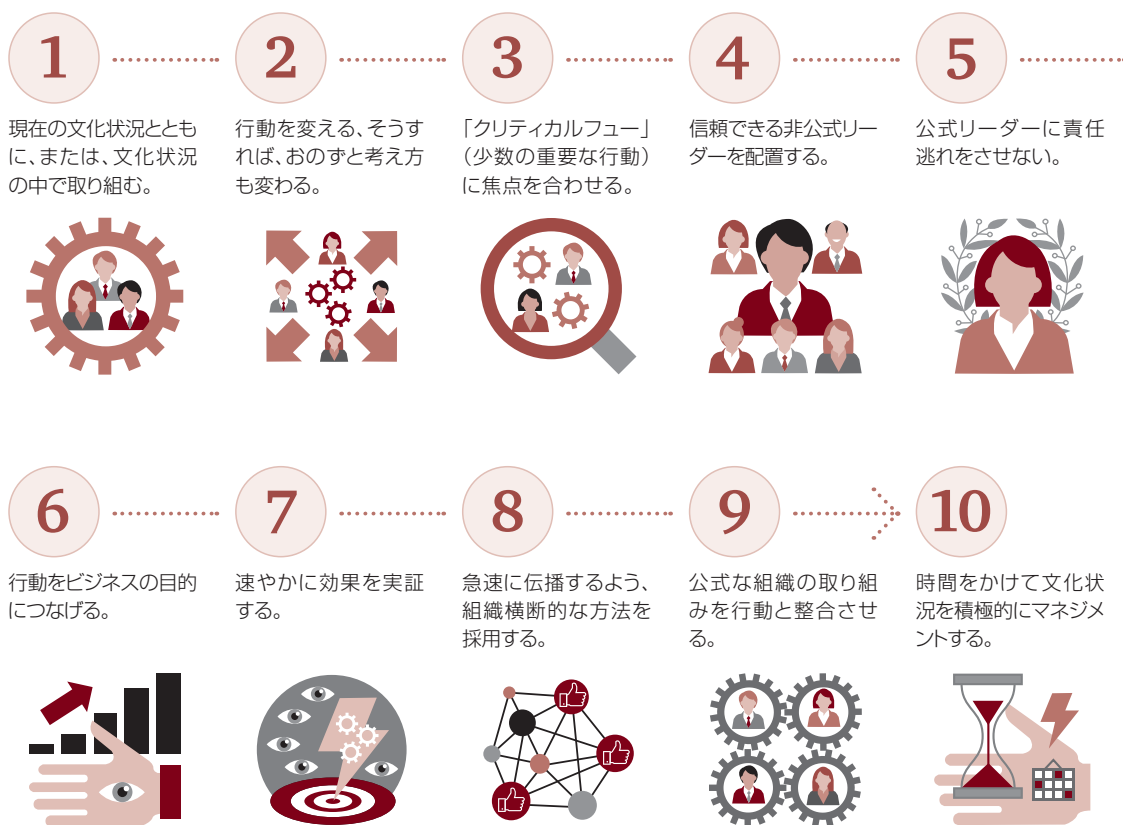 1
現在の文化状況ととも
に、または、文化状況
の中で取り組む。
2
行動を変える、そうす
れば、おのずと考え方
も変わる。
3
「クリティカルフュー」
（少数の重要な行動）
に焦点を合わせる。
4
信頼できる非公式リー
ダーを配置する。
5
公式リーダーに責任
逃れをさせない。
6
行動をビジネスの目的
につなげる。
7
速やかに効果を実証
する。
8
急速に伝播するよう、
組織横断的な方法を
採用する。
9
公式な組織の取り組
みを行動と整合させ
る。
10
時間をかけて文化状
況を積極的にマネジメ
ントする。